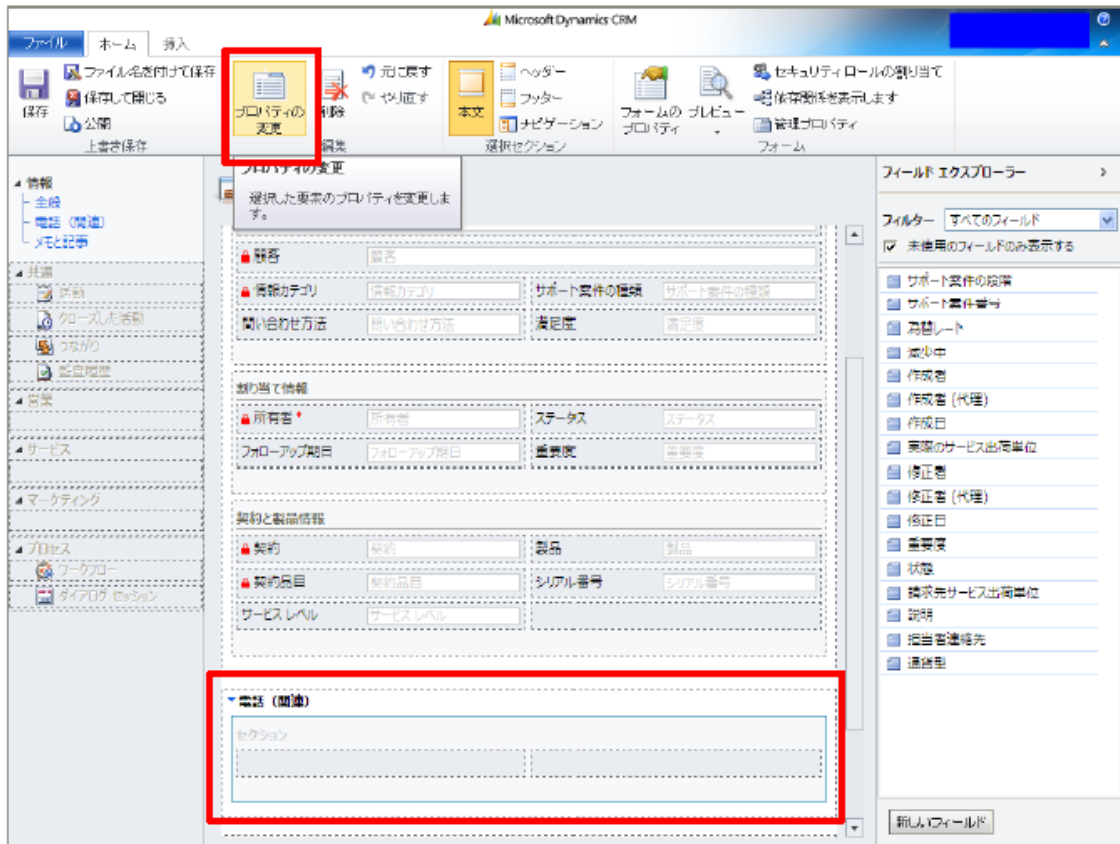 Microsoft Dynamics CRM
ファイル ホーム 挿入
保存
ファイル名を付けて保存
保存して閉じる
公開
上書き保存
プロパティの変更
削除
元に戻す
やり直す
編集
本文
ヘッダー
フッター
ナビゲーション
選択セクション
フォームのプロパティ
プレビュー
セキュリティ ロールの割り当て
依存関係を表示します
管理プロパティ
フォーム
プロパティの変更
選択した要素のプロパティを変更しま
す。
情報
全般
電話（関連）
メモと記事
共通
活動
クローズした活動
つながり
監査履歴
営業
サービス
マーケティング
プロセス
ワークフロー
ダイアログ セッション
顧客 顧客
情報カテゴリ 情報カテゴリ サポート案件の種類 サポート案件の種類
問い合わせ方法 問い合わせ方法 満足度 満足度
割り当て情報
所有者* 所有者 ステータス ステータス
フォローアップ期日 フォローアップ期日 重要度 重要度
契約と製品情報
契約 契約 製品 製品
契約品目 契約品目 シリアル番号 シリアル番号
サービス レベル サービス レベル
電話（関連）
セクション
フィールド エクスプローラー
フィルター すべてのフィールド
未使用のフィールドのみ表示する
サポート案件の段階
サポート案件番号
為替レート
減少中
作成者
作成者 (代理)
作成日
実際のサービス出荷単位
修正者
修正者 (代理)
修正日
重要度
状態
請求先サービス出荷単位
説明
担当者連絡先
通貨型
新しいフィールド